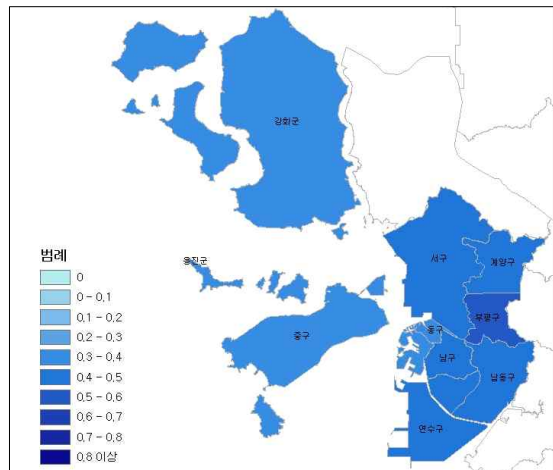 강화군
옹진군
서구
계양구
부평구
중구
동구
남구
남동구
연수구
범례
0
0 - 0,1
0,1 - 0,2
0,2 - 0,3
0,3 - 0,4
0,4 - 0,5
0,5 - 0,6
0,6 - 0,7
0,7 - 0,8
0,8 이상